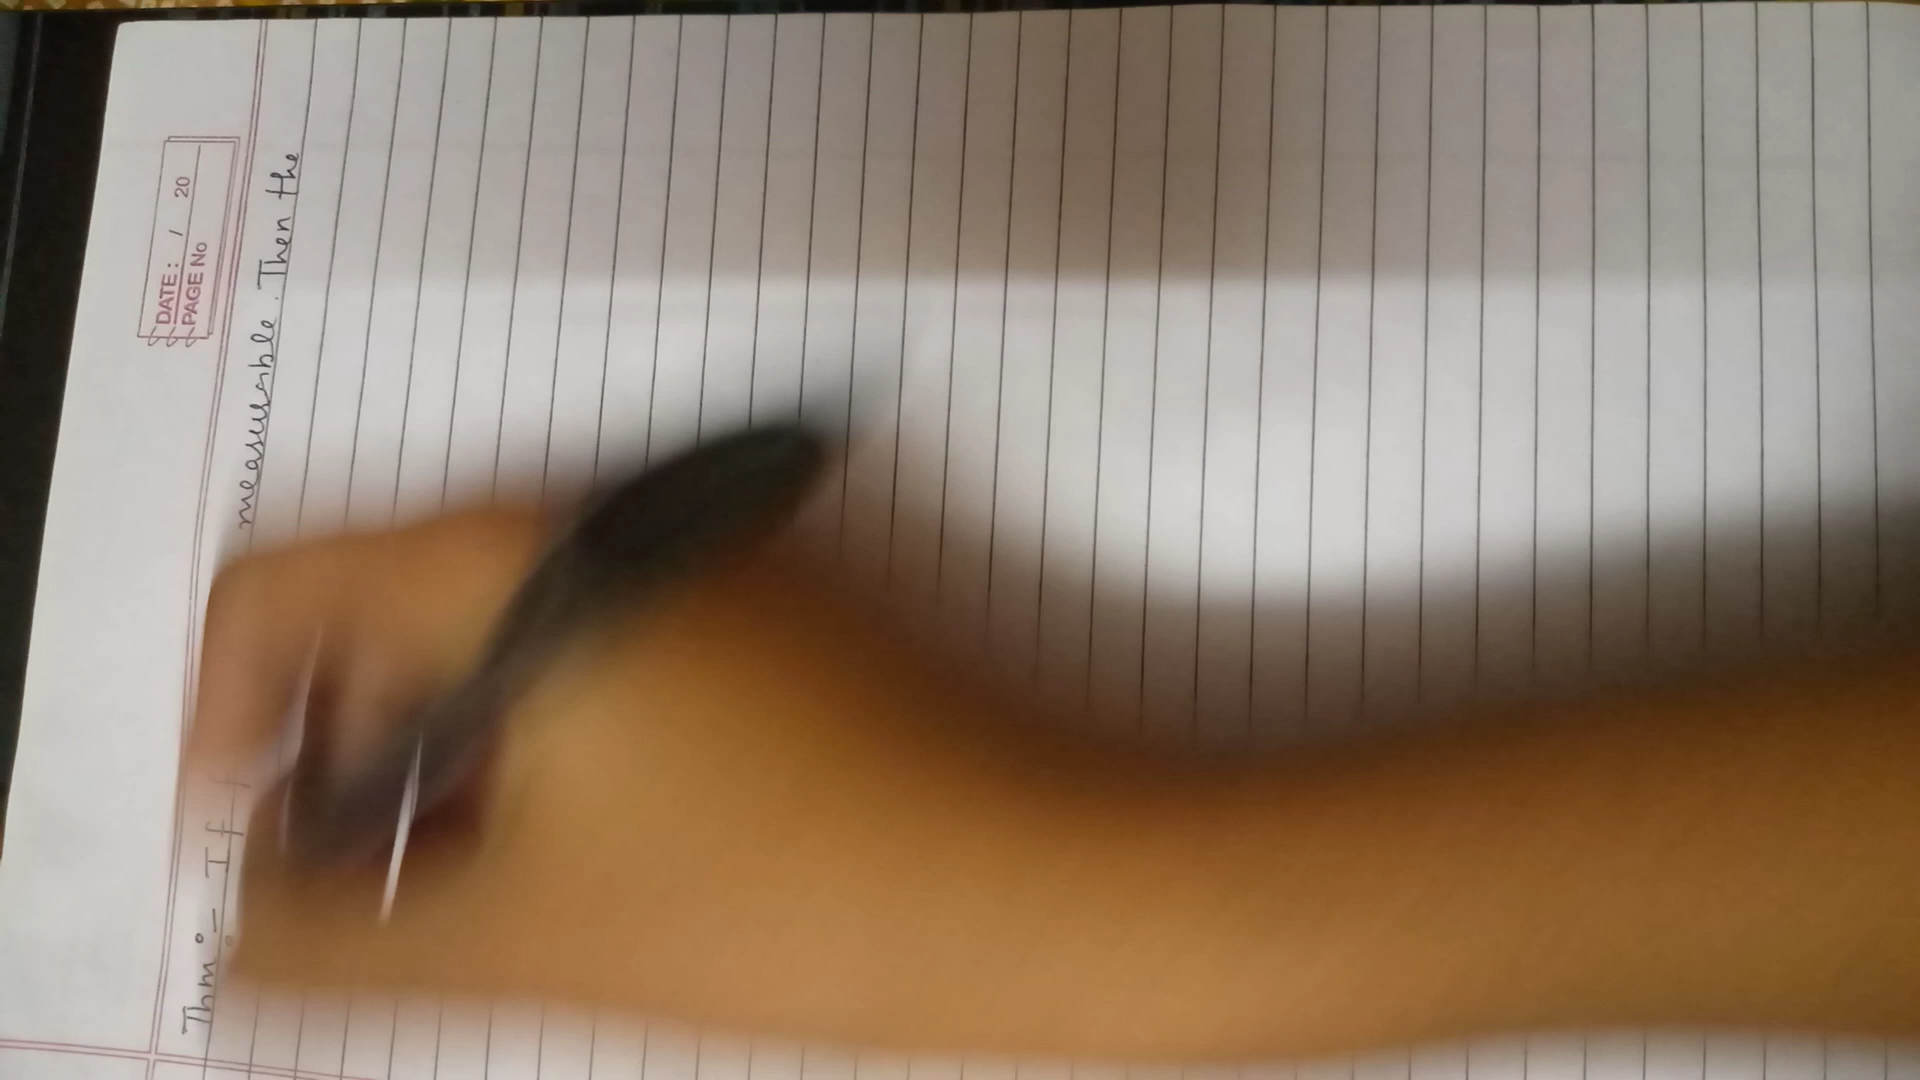 DATE: / 20
PAGE No
Thm :- If measurable. Then the